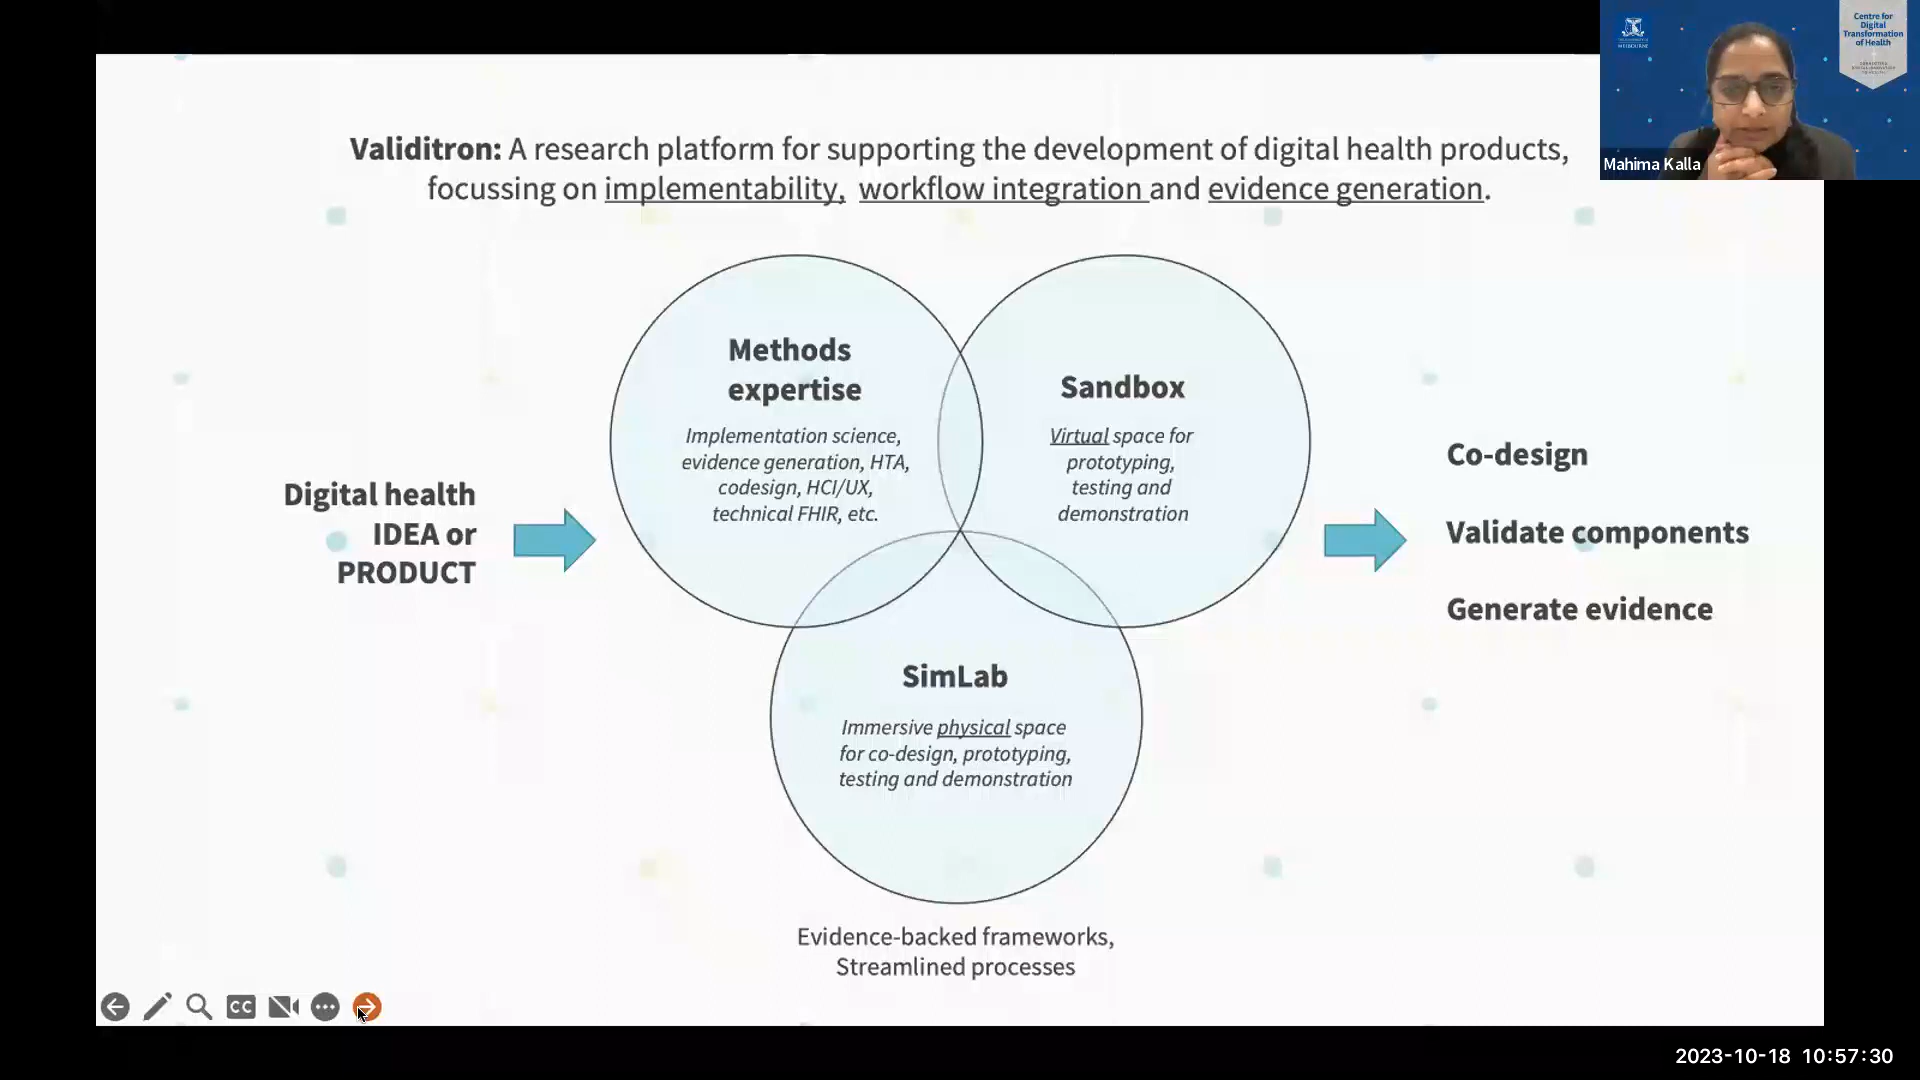 Validitron: A research platform for supporting the development of digital health products,
focussing on implementability, workflow integration and evidence generation.
Methods
expertise
Implementation science,
evidence generation, HTA,
codesign, HCI/UX,
technical FHIR, etc.
Sandbox
Virtual space for
prototyping,
testing and
demonstration
Digital health
IDEA or
PRODUCT
Co-design
Validate components
Generate evidence
SimLab
Immersive physical space
for co-design, prototyping,
testing and demonstration
Evidence-backed frameworks,
Streamlined processes
CC
Centre for
Digital
Transformation
of Health
MELBOURNE
Mahima Kalla
2023-10-18 10:57:30